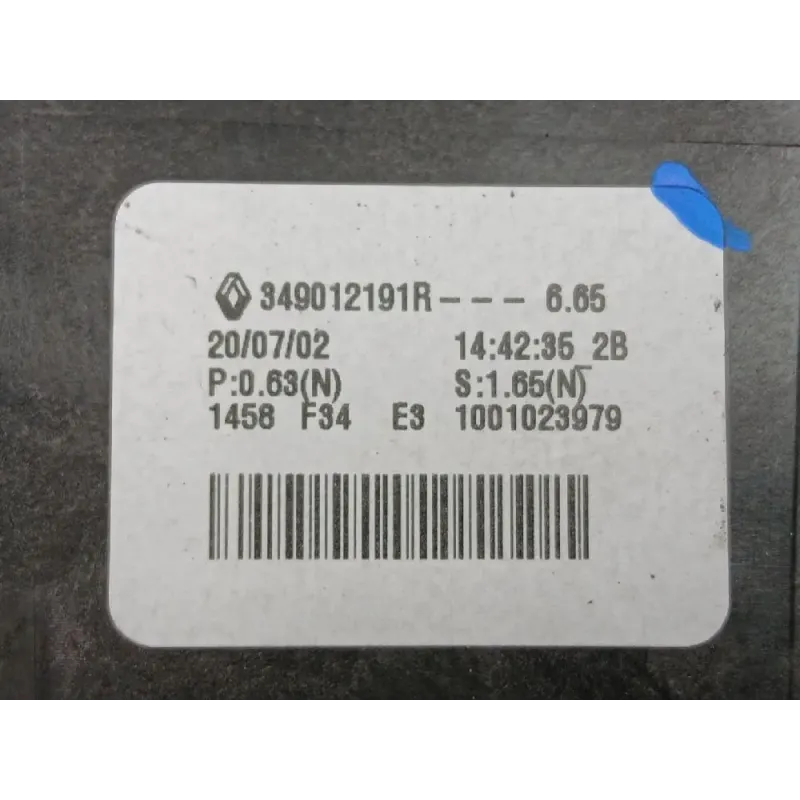 349012191R--- 6.65
20/07/02 14:42:35 2B
P:0.63(N) S:1.65(N)
1458 F34 E3 1001023979